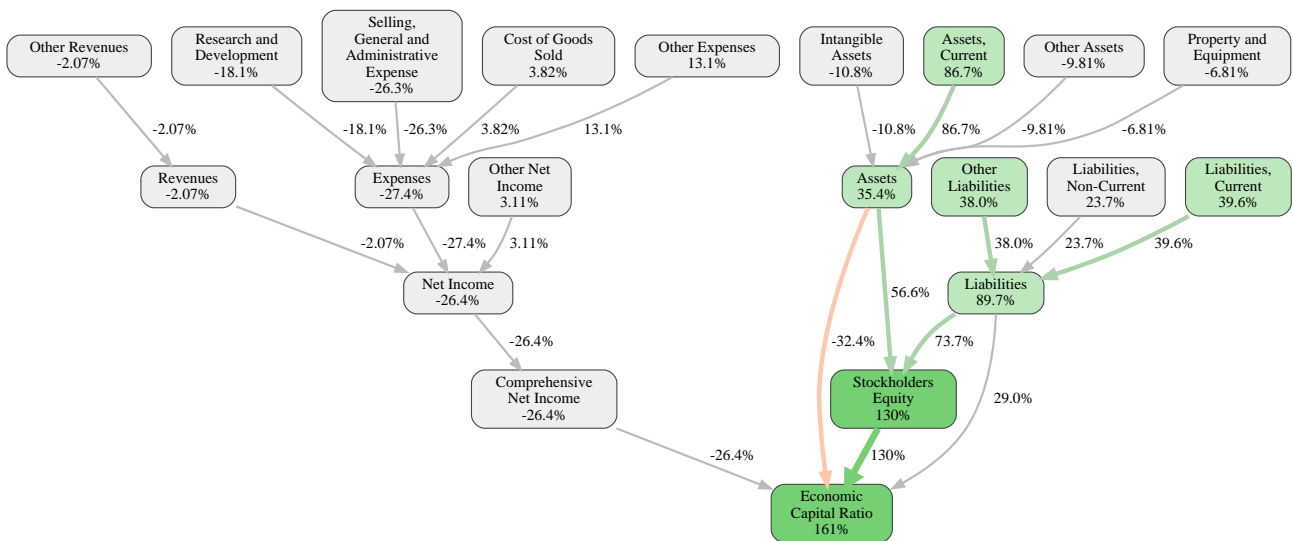 Other Revenues
-2.07%
Research and
Development
-18.1%
Selling,
General and
Administrative
Expense
-26.3%
Cost of Goods
Sold
3.82%
Other Expenses
13.1%
Intangible
Assets
-10.8%
Assets,
Current
86.7%
Other Assets
-9.81%
Property and
Equipment
-6.81%
-2.07%
-18.1%
-26.3%
3.82%
13.1%
-10.8%
86.7%
-9.81%
-6.81%
Revenues
-2.07%
Expenses
-27.4%
Other Net
Income
3.11%
Assets
35.4%
Other
Liabilities
38.0%
Liabilities,
Non-Current
23.7%
Liabilities,
Current
39.6%
-2.07%
-27.4%
3.11%
38.0%
23.7%
39.6%
Net Income
-26.4%
56.6%
Liabilities
89.7%
-26.4%
-32.4%
73.7%
Comprehensive
Net Income
-26.4%
Stockholders
Equity
130%
29.0%
-26.4%
130%
Economic
Capital Ratio
161%